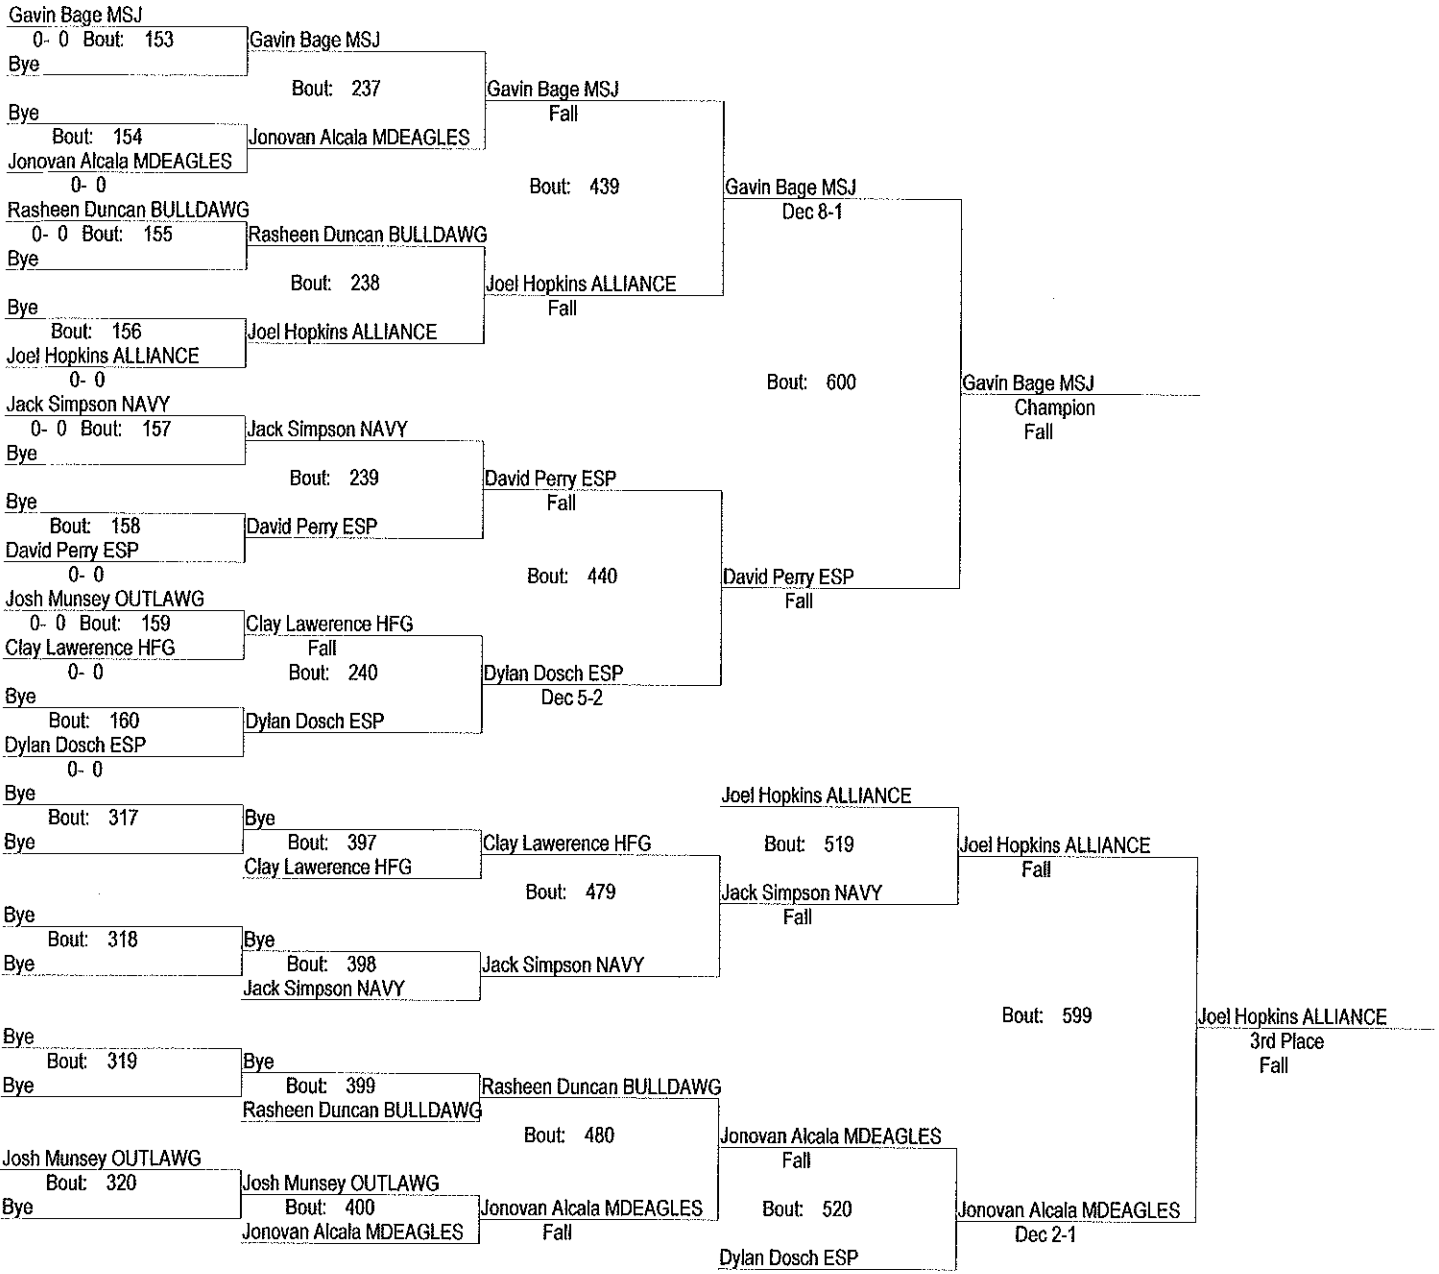 Gavin Bage MSJ
0- 0 Bout: 153
Gavin Bage MSJ
Bye
Bout: 237
Gavin Bage MSJ
Fall
Bye
Bout: 154
Jonovan Alcala MDEAGLES
Jonovan Alcala MDEAGLES
0- 0
Bout: 439
Gavin Bage MSJ
Dec 8-1
Rasheen Duncan BULLDAWG
0- 0 Bout: 155
Rasheen Duncan BULLDAWG
Bye
Bout: 238
Joel Hopkins ALLIANCE
Fall
Bye
Bout: 156
Joel Hopkins ALLIANCE
Joel Hopkins ALLIANCE
0- 0
Bout: 600
Gavin Bage MSJ
Champion
Fall
Jack Simpson NAVY
0- 0 Bout: 157
Jack Simpson NAVY
Bye
Bout: 239
David Perry ESP
Fall
Bye
Bout: 158
David Perry ESP
David Perry ESP
0- 0
Bout: 440
David Perry ESP
Fall
Josh Munsey OUTLAWG
0- 0 Bout: 159
Clay Lawerence HFG
Fall
Clay Lawerence HFG
0- 0
Bout: 240
Dylan Dosch ESP
Dec 5-2
Bye
Bout: 160
Dylan Dosch ESP
Dylan Dosch ESP
0- 0
Bye
Bout: 317
Bye
Bye
Bout: 397
Clay Lawerence HFG
Clay Lawerence HFG
Joel Hopkins ALLIANCE
Bout: 519
Joel Hopkins ALLIANCE
Fall
Bout: 479
Jack Simpson NAVY
Fall
Bye
Bout: 318
Bye
Bye
Bout: 398
Jack Simpson NAVY
Jack Simpson NAVY
Bout: 599
Joel Hopkins ALLIANCE
3rd Place
Fall
Bye
Bout: 319
Bye
Bye
Bout: 399
Rasheen Duncan BULLDAWG
Rasheen Duncan BULLDAWG
Bout: 480
Jonovan Alcala MDEAGLES
Fall
Josh Munsey OUTLAWG
Bout: 320
Bye
Josh Munsey OUTLAWG
Bout: 400
Jonovan Alcala MDEAGLES
Jonovan Alcala MDEAGLES
Fall
Bout: 520
Jonovan Alcala MDEAGLES
Dec 2-1
Dylan Dosch ESP